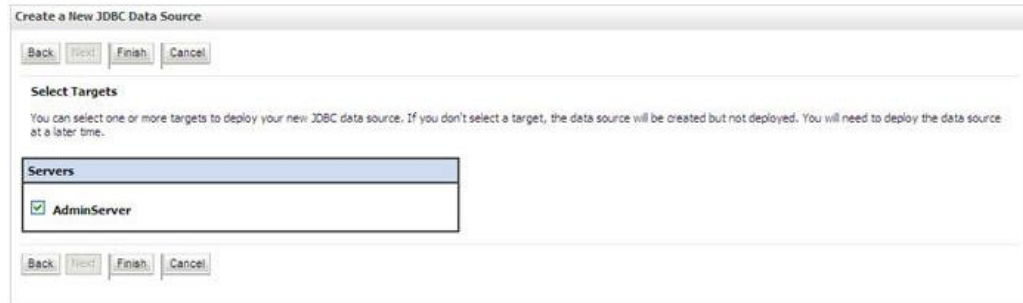 Create a New JDBC Data Source
Back Next Finish Cancel
Select Targets
You can select one or more targets to deploy your new JDBC data source. If you don't select a target, the data source will be created but not deployed. You will need to deploy the data source
at a later time.
Servers
AdminServer
Back Next Finish Cancel